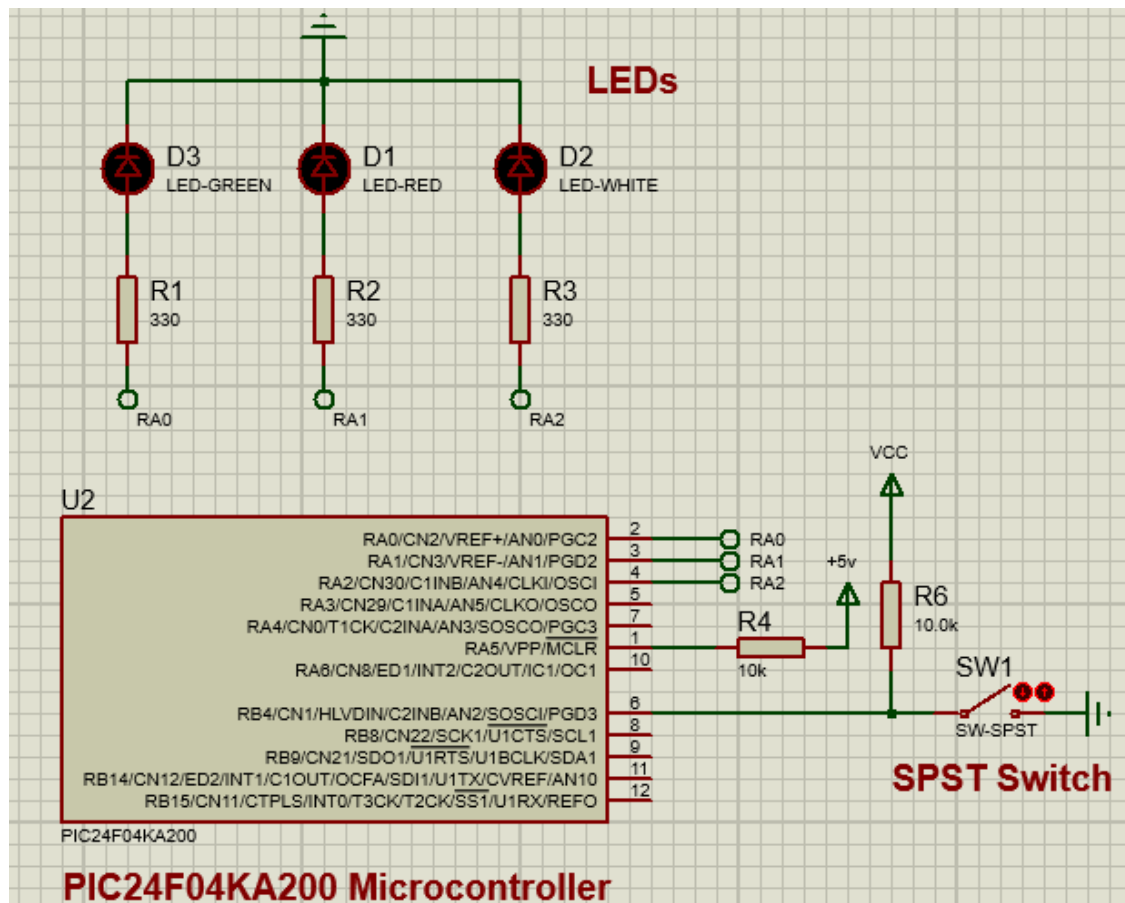 LEDs
D3
LED-GREEN
D1
LED-RED
D2
LED-WHITE
R1
330
R2
330
R3
330
RA0
RA1
RA2
VCC
U2
RA0/CN2/VREF+/AN0/PGC2
2
RA0
RA1/CN3/VREF-/AN1/PGD2
3
RA1
RA2/CN30/C1INB/AN4/CLKI/OSCI
4
RA2
+5v
RA3/CN29/C1INA/AN5/CLKO/OSCO
5
RA4/CN0/T1CK/C2INA/AN3/SOSCO/PGC3
7
RA5/VPP/MCLR
1
R4
10k
R6
10.0k
RA6/CN8/ED1/INT2/C2OUT/IC1/OC1
10
SW1
SW-SPST
RB4/CN1/HLVDIN/C2INB/AN2/SOSCI/PGD3
6
RB8/CN22/SCK1/U1CTS/SCL1
8
RB9/CN21/SDO1/U1RTS/U1BCLK/SDA1
9
RB14/CN12/ED2/INT1/C1OUT/OCFA/SDI1/U1TX/CVREF/AN10
11
RB15/CN11/CTPLS/INT0/T3CK/T2CK/SS1/U1RX/REFO
12
SPST Switch
PIC24F04KA200
PIC24F04KA200 Microcontroller